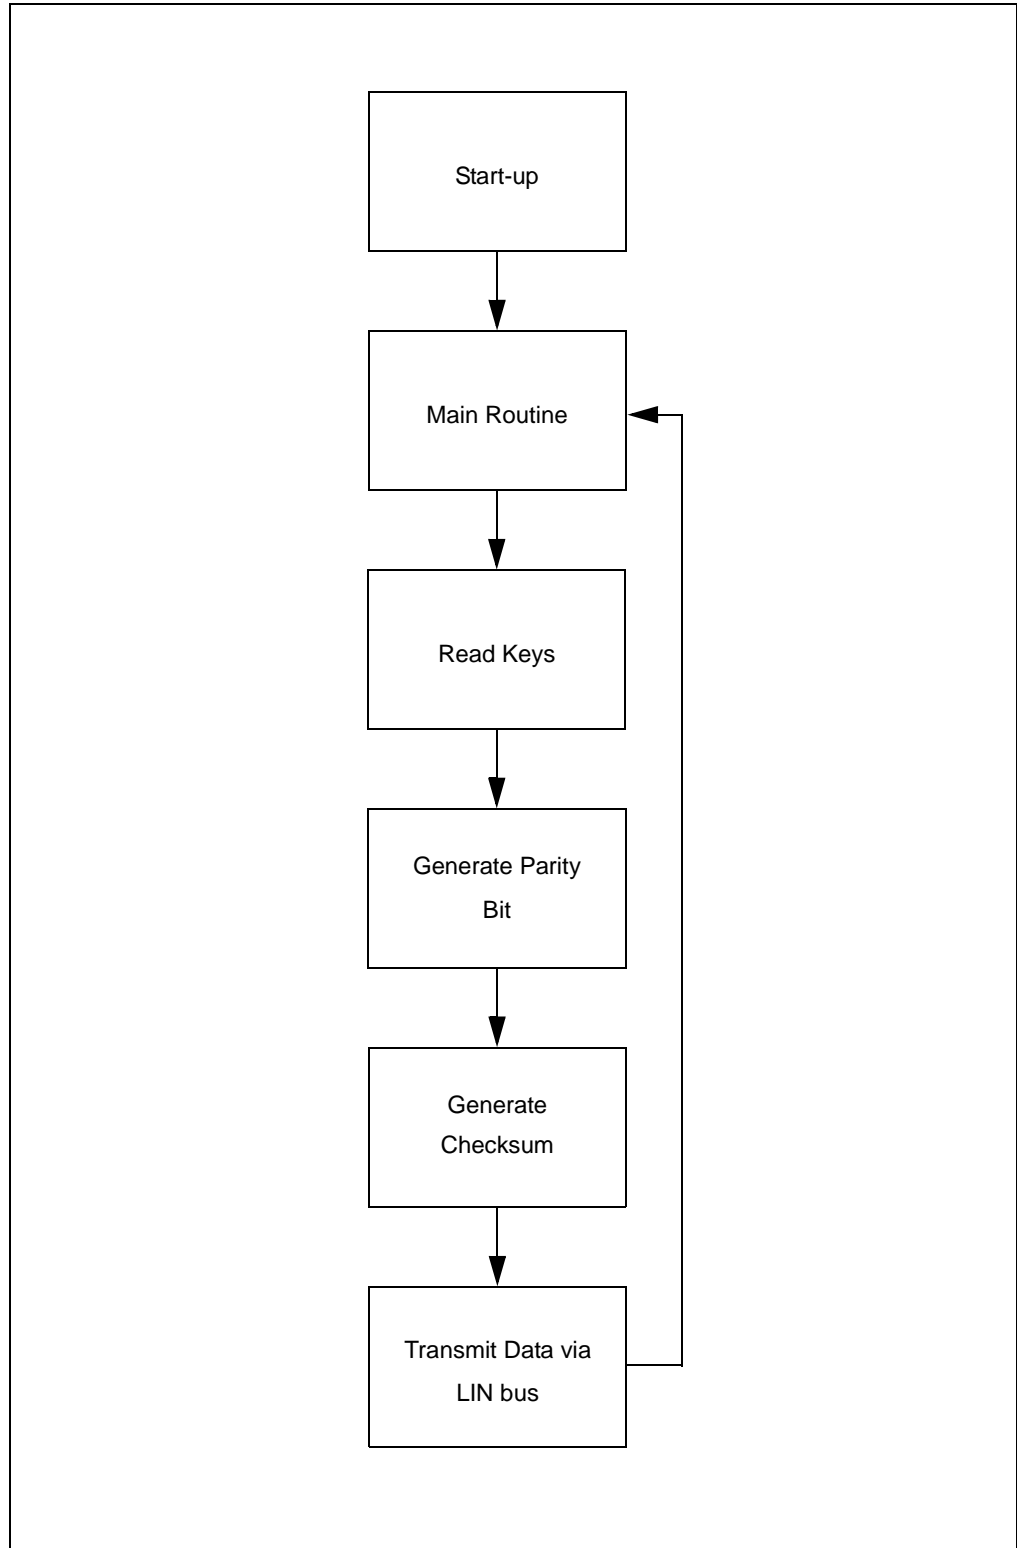 Start-up
Main Routine
Read Keys
Generate Parity
Bit
Generate
Checksum
Transmit Data via
LIN bus